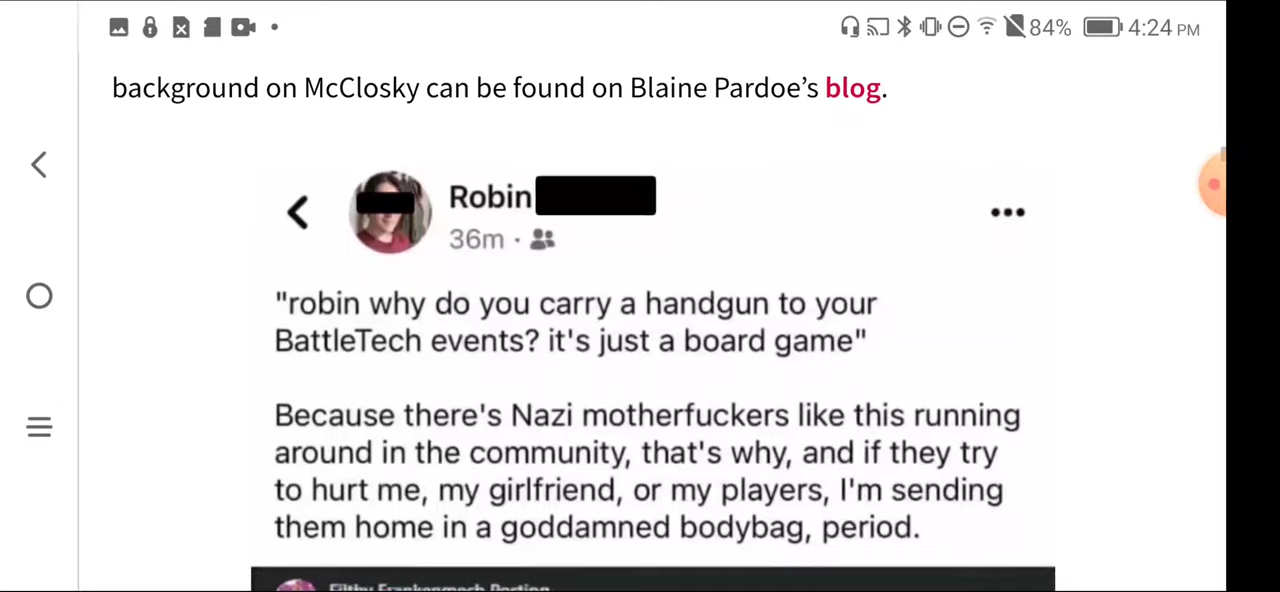 84% 4:24 PM
background on McClosky can be found on Blaine Pardoe’s blog.
Robin
36m ·
"robin why do you carry a handgun to your
BattleTech events? it's just a board game"
Because there's Nazi motherfuckers like this running
around in the community, that's why, and if they try
to hurt me, my girlfriend, or my players, I'm sending
them home in a goddamned bodybag, period.